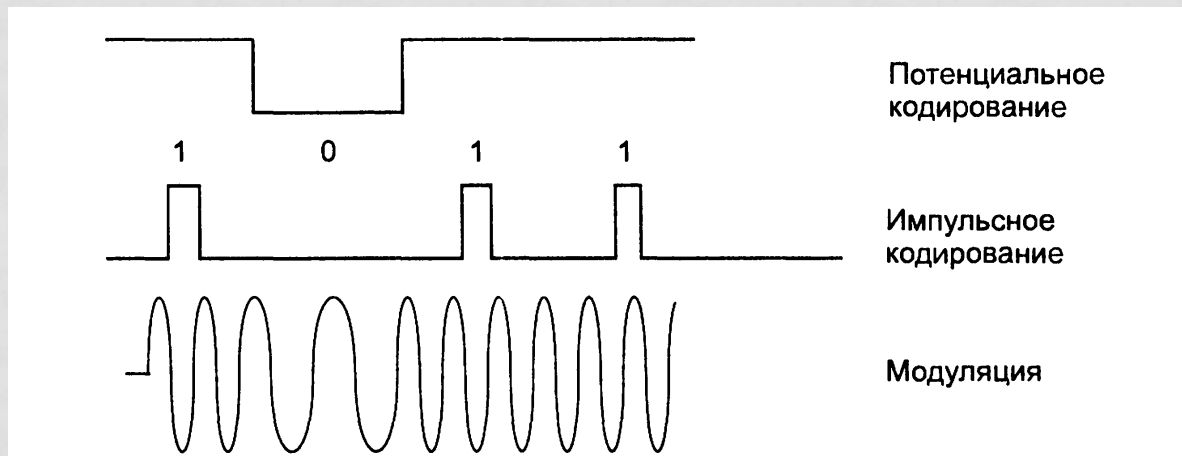 Потенциальное
кодирование
1 0 1 1
Импульсное
кодирование
Модуляция